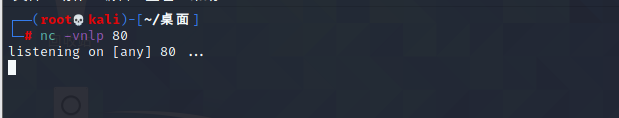 ┌──(root💀kali)-[~/桌面]
└─# nc -vnlp 80
listening on [any] 80 ...